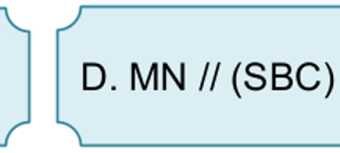 D. MN // (SBC)